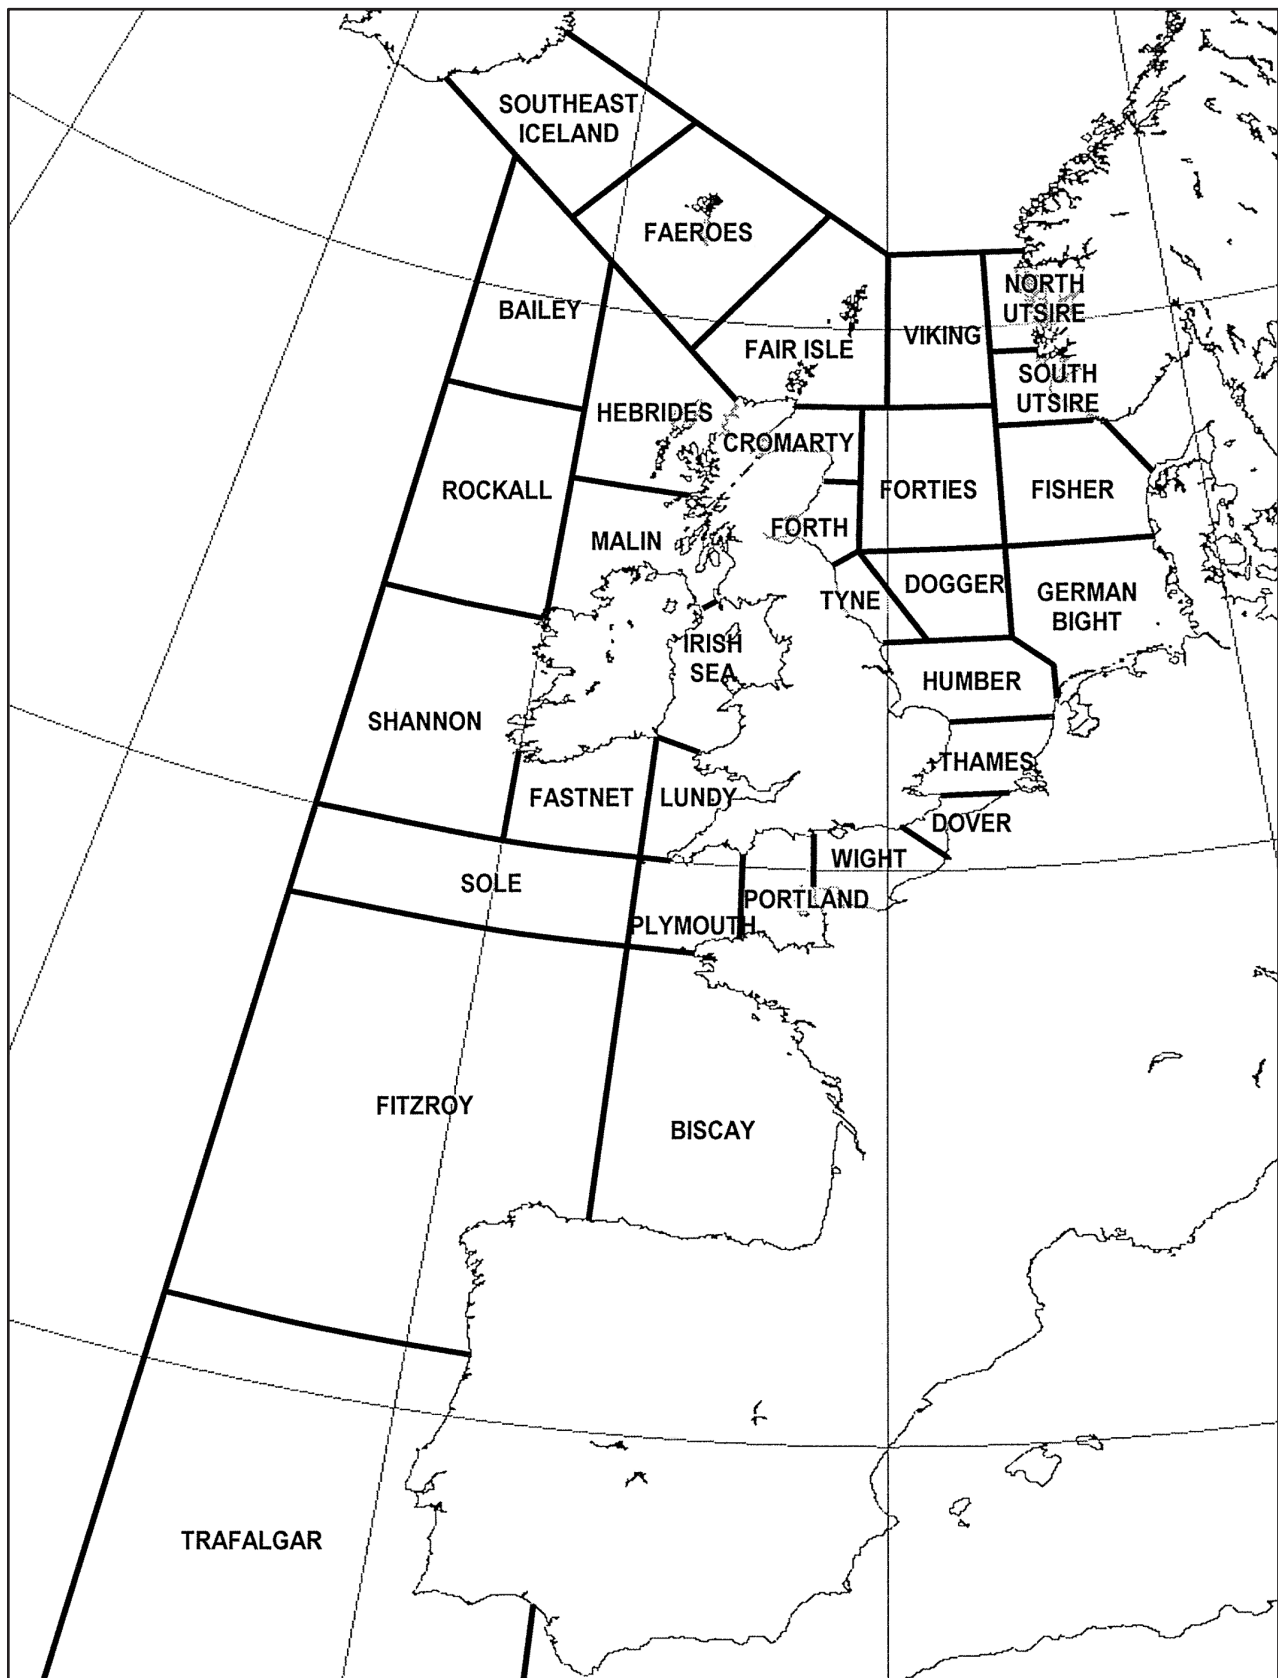 SOUTHEAST
ICELAND
FAEROES
BAILEY
FAIR ISLE
VIKING
NORTH
UTSIRE
SOUTH
UTSIRE
HEBRIDES
CROMARTY
ROCKALL
FORTIES
FISHER
MALIN
FORTH
TYNE
DOGGER
GERMAN
BIGHT
IRISH
SEA
HUMBER
SHANNON
THAMES
FASTNET
LUNDY
DOVER
WIGHT
SOLE
PORTLAND
PLYMOUTH
FITZROY
BISCAY
TRAFALGAR